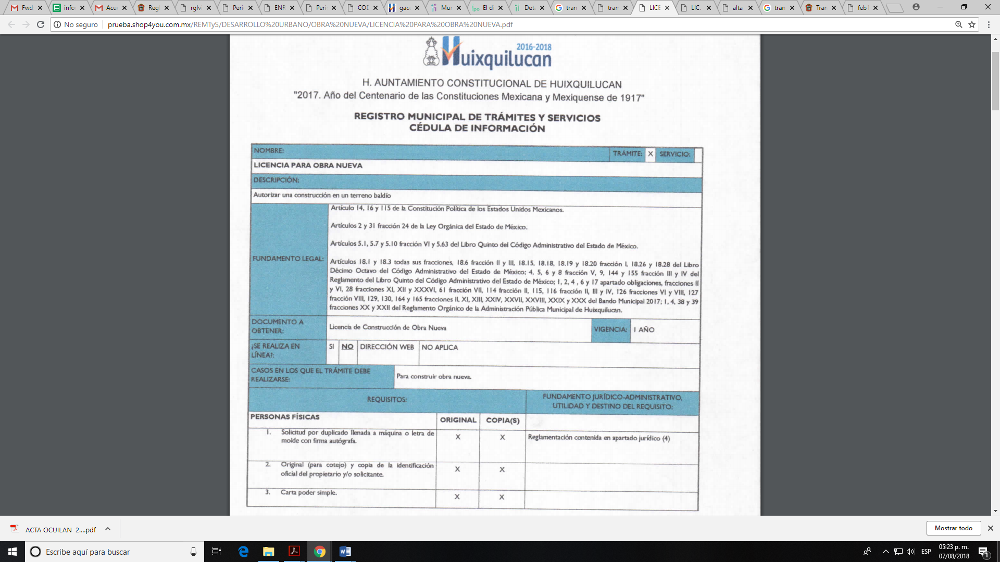 Fwd
info
Acue
Regl
rglvi
Peri
ENR
Peri
COD
gace
Mur
El di
Deta
tran
tran
LICE
LIC.
alta
tran
Tran
feb1
No seguro
prueba.shop4you.com.mx/REMTyS/DESARROLLO%20URBANO/OBRA%20NUEVA/LICENCIA%20PARA%20OBRA%20NUEVA.pdf
2016-2018
Huixquilucan
H. AUNTAMIENTO CONSTITUCIONAL DE HUIXQUILUCAN
"2017. Año del Centenario de las Constituciones Mexicana y Mexiquense de 1917"
REGISTRO MUNICIPAL DE TRÁMITES Y SERVICIOS
CÉDULA DE INFORMACIÓN
NOMBRE: TRÁMITE: X SERVICIO:
LICENCIA PARA OBRA NUEVA
DESCRIPCIÓN:
Autorizar una construcción en un terreno baldío
FUNDAMENTO LEGAL:
Artículo 14, 16 y 115 de la Constitución Política de los Estados Unidos Mexicanos.
Artículos 2 y 31 fracción 24 de la Ley Orgánica del Estado de México.
Artículos 5.1, 5.7 y 5.10 fracción VI y 5.63 del Libro Quinto del Código Administrativo del Estado de México.
Artículos 18.1 y 18.3 todas sus fracciones, 18.6 fracción II y III, 18.15, 18.18, 18.19 y 18.20 fracción I, 18.26 y 18.28 del Libro
Décimo Octavo del Código Administrativo del Estado de México; 4, 5, 6 y 8 fracción V, 9, 144 y 155 fracción III y IV del
Reglamento del Libro Quinto del Código Administrativo del Estado de México; 1, 2, 4 , 6 y 17 apartado obligaciones, fracciones II
y VI, 28 fracciones XI, XII y XXXVI, 61 fracción VII, 114 fracción II, 115, 116 fracción II, III y IV, 126 fracciones VI y VIII, 127
fracción VIII, 129, 130, 164 y 165 fracciones II, XI, XIII, XXIV, XXVII, XXVIII, XXIX y XXX del Bando Municipal 2017; 1, 4, 38 y 39
fracciones XX y XXII del Reglamento Orgánico de la Administración Pública Municipal de Huixquilucan.
DOCUMENTO A
OBTENER:
Licencia de Construcción de Obra Nueva
VIGENCIA: 1 AÑO
¿SE REALIZA EN
LÍNEA?:
SI NO DIRECCIÓN WEB NO APLICA
CASOS EN LOS QUE EL TRÁMITE DEBE
REALIZARSE:
Para construir obra nueva.
REQUISITOS:
FUNDAMENTO JURÍDICO-ADMINISTRATIVO,
UTILIDAD Y DESTINO DEL REQUISITO:
PERSONAS FÍSICAS ORIGINAL COPIA(S)
1. Solicitud por duplicado llenada a máquina o letra de
molde con firma autógrafa.
X X Reglamentación contenida en apartado jurídico (4)
2. Original (para cotejo) y copia de la identificación
oficial del propietario y/o solicitante.
X X
3. Carta poder simple.
X X
ACTA OCUILAN 2....pdf
Mostrar todo
Escribe aquí para buscar
ESP
05:23 p. m.
07/08/2018
1